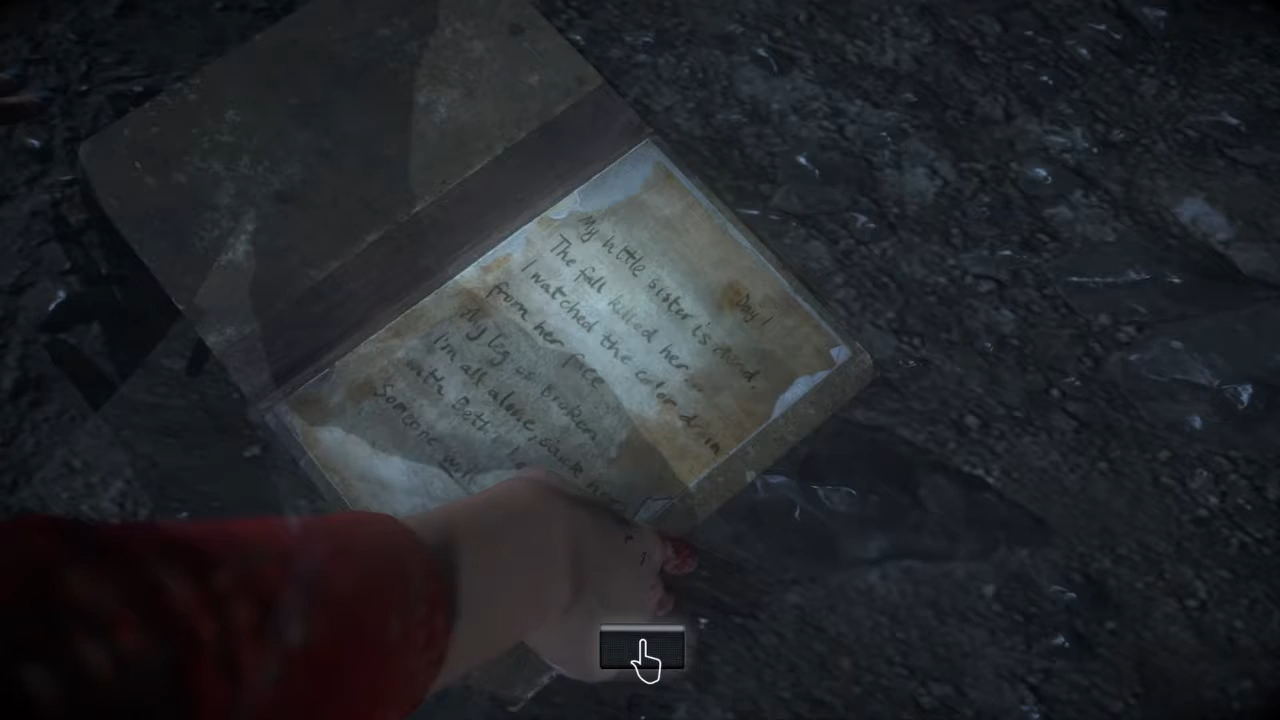 Day 1
My little sister is dead.
The fall killed her.
I watched the color drain
from her face
My leg is broken
I'm all alone, stuck here
with Beth.
Someone will